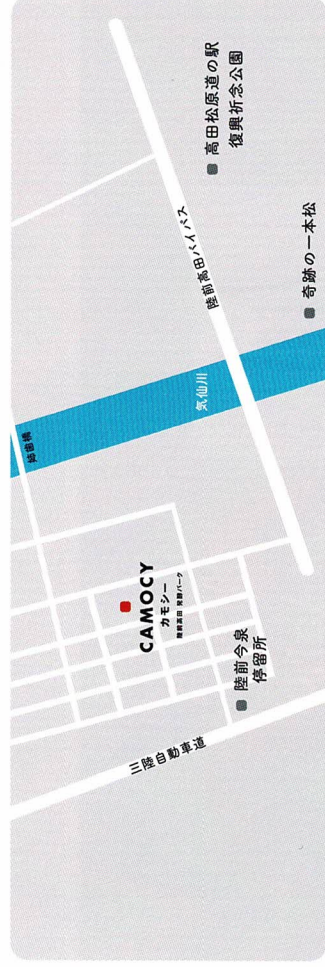 三陸自動車道
陸前今泉
停留所
CAMOCY
カモシー
陸前高田 発酵パーク
姉歯橋
気仙川
陸前高田バイパス
奇跡の一本松
高田松原道の駅
復興祈念公園